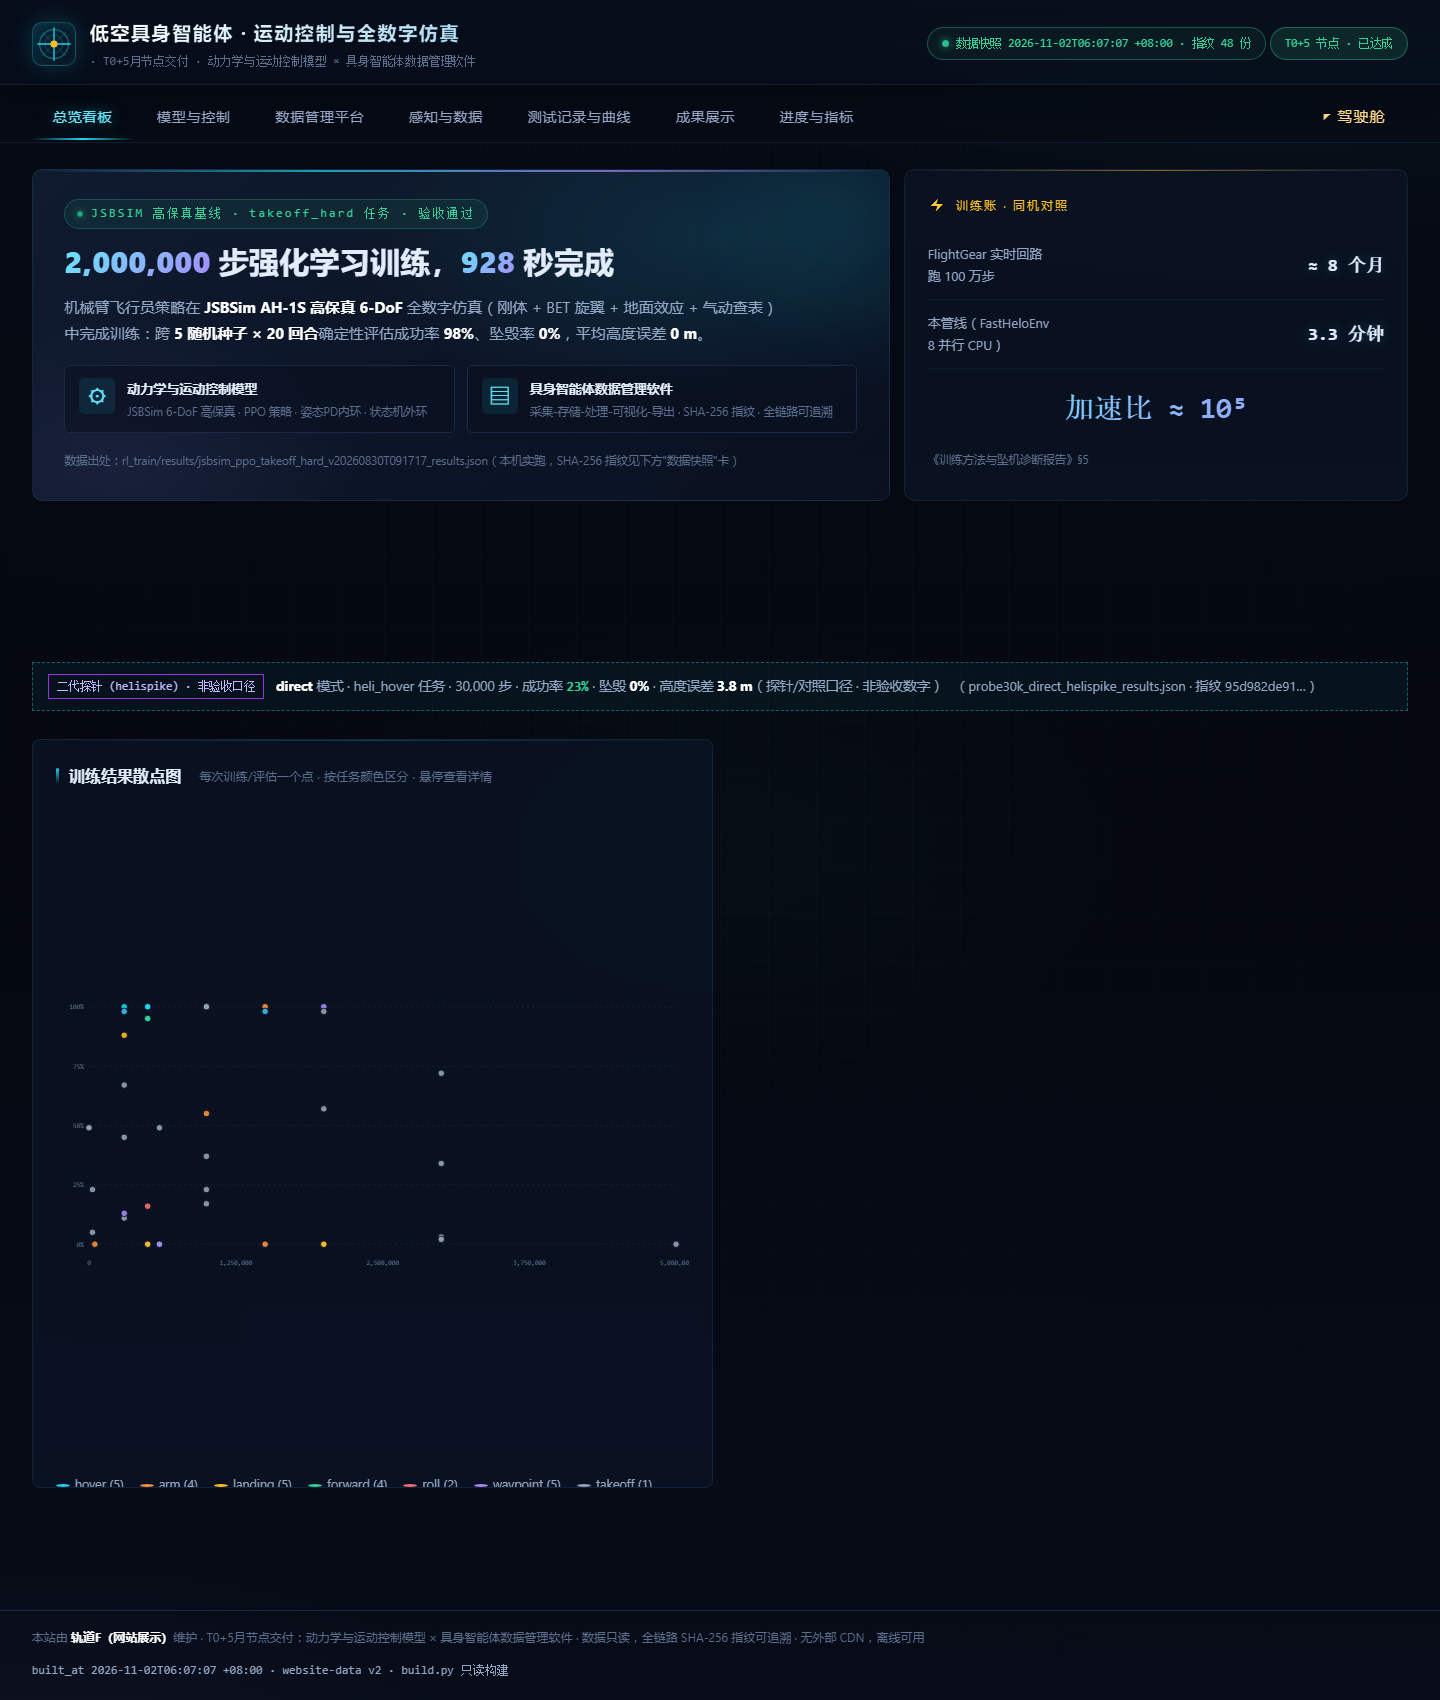 低空具身智能体 · 运动控制与全数字仿真
· T0+5月节点交付 · 动力学与运动控制模型 × 具身智能体数据管理软件
数据快照 2026-11-02T06:07:07 +08:00 · 指纹 48 份
T0+5 节点 · 已达成
总览看板
模型与控制
数据管理平台
感知与数据
测试记录与曲线
成果展示
进度与指标
驾驶舱
JSBSIM 高保真基线 · takeoff_hard 任务 · 验收通过
2,000,000 步强化学习训练，928 秒完成
机械臂飞行员策略在 JSBSim AH-1S 高保真 6-DoF 全数字仿真（刚体 + BET 旋翼 + 地面效应 + 气动查表）
中完成训练：跨 5 随机种子 × 20 回合确定性评估成功率 98%、坠毁率 0%，平均高度误差 0 m。
动力学与运动控制模型
JSBSim 6-DoF 高保真 · PPO 策略 · 姿态PD内环 · 状态机外环
具身智能体数据管理软件
采集-存储-处理-可视化-导出 · SHA-256 指纹 · 全链路可追溯
数据出处：rl_train/results/jsbsim_ppo_takeoff_hard_v20260830T091717_results.json（本机实跑，SHA-256 指纹见下方"数据快照"卡）
训练账 · 同机对照
FlightGear 实时回路
跑 100 万步
≈ 8 个月
本管线（FastHeloEnv
8 并行 CPU）
3.3 分钟
加速比 ≈ 10⁵
《训练方法与坠机诊断报告》§5
二代探针 (helispike) · 非验收口径
direct 模式 · heli_hover 任务 · 30,000 步 · 成功率 23% · 坠毁 0% · 高度误差 3.8 m（探针/对照口径 · 非验收数字）
（probe30k_direct_helispike_results.json · 指纹 95d982de91…）
训练结果散点图
每次训练/评估一个点 · 按任务颜色区分 · 悬停查看详情
100%
75%
50%
25%
0%
0
1,250,000
2,500,000
3,750,000
5,000,00
hover (5)
arm (4)
landing (5)
forward (4)
roll (2)
waypoint (5)
takeoff (1)
本站由 轨道F（网站展示） 维护 · T0+5月节点交付：动力学与运动控制模型 × 具身智能体数据管理软件 · 数据只读，全链路 SHA-256 指纹可追溯 · 无外部 CDN，离线可用
built_at 2026-11-02T06:07:07 +08:00 · website-data v2 · build.py 只读构建